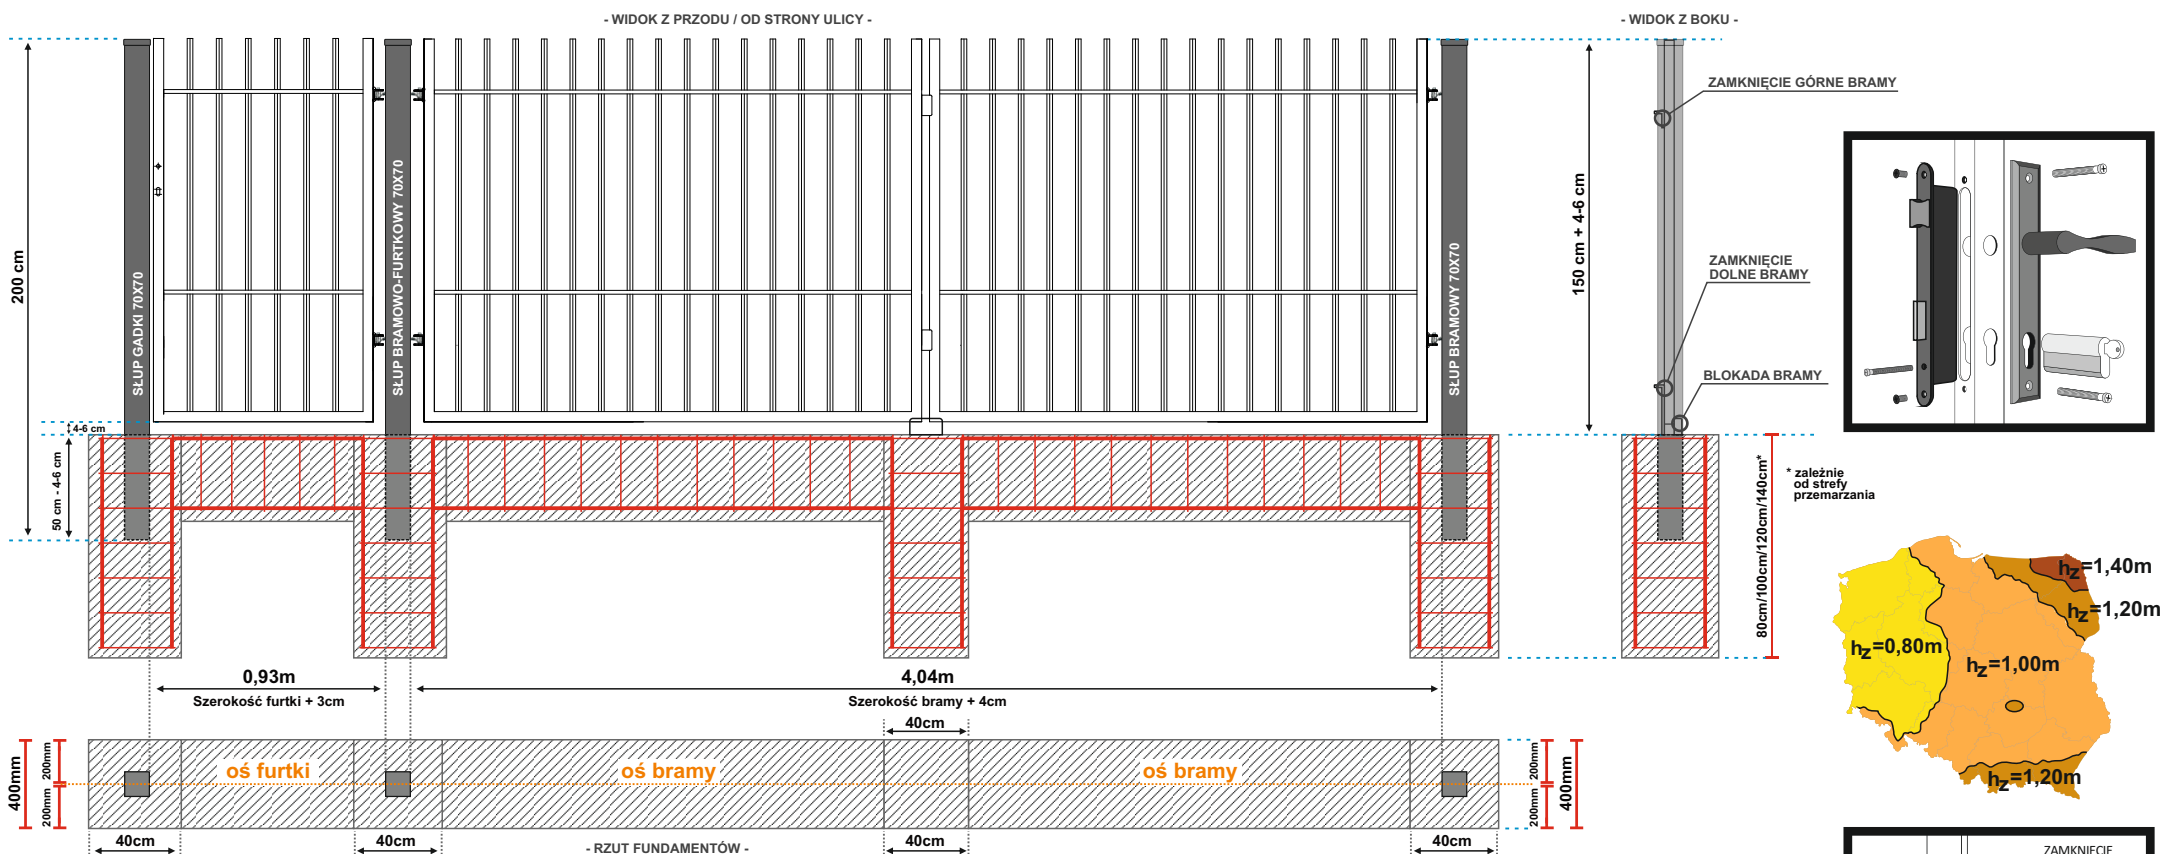 - WIDOK Z PRZODU / OD STRONY ULICY -
- WIDOK Z BOKU -
200 cm
SŁUP GADKI 70X70
SŁUP BRAMOWO-FURTKOWY 70X70
SŁUP BRAMOWY 70X70
150 cm + 4-6 cm
ZAMKNIĘCIE GÓRNE BRAMY
ZAMKNIĘCIE
DOLNE BRAMY
BLOKADA BRAMY
4-6 cm
50 cm - 4-6 cm
80cm/100cm/120cm/140cm*
* zależnie
od strefy
przemarzania
hz=1,40m
hz=1,20m
hz=0,80m
hz=1,00m
hz=1,20m
0,93m
Szerokość furtki + 3cm
4,04m
Szerokość bramy + 4cm
40cm
400mm
200mm
200mm
oś furtki
oś bramy
oś bramy
200mm
200mm
400mm
40cm
40cm
- RZUT FUNDAMENTÓW -
40cm
40cm
ZAMKNIĘCIE